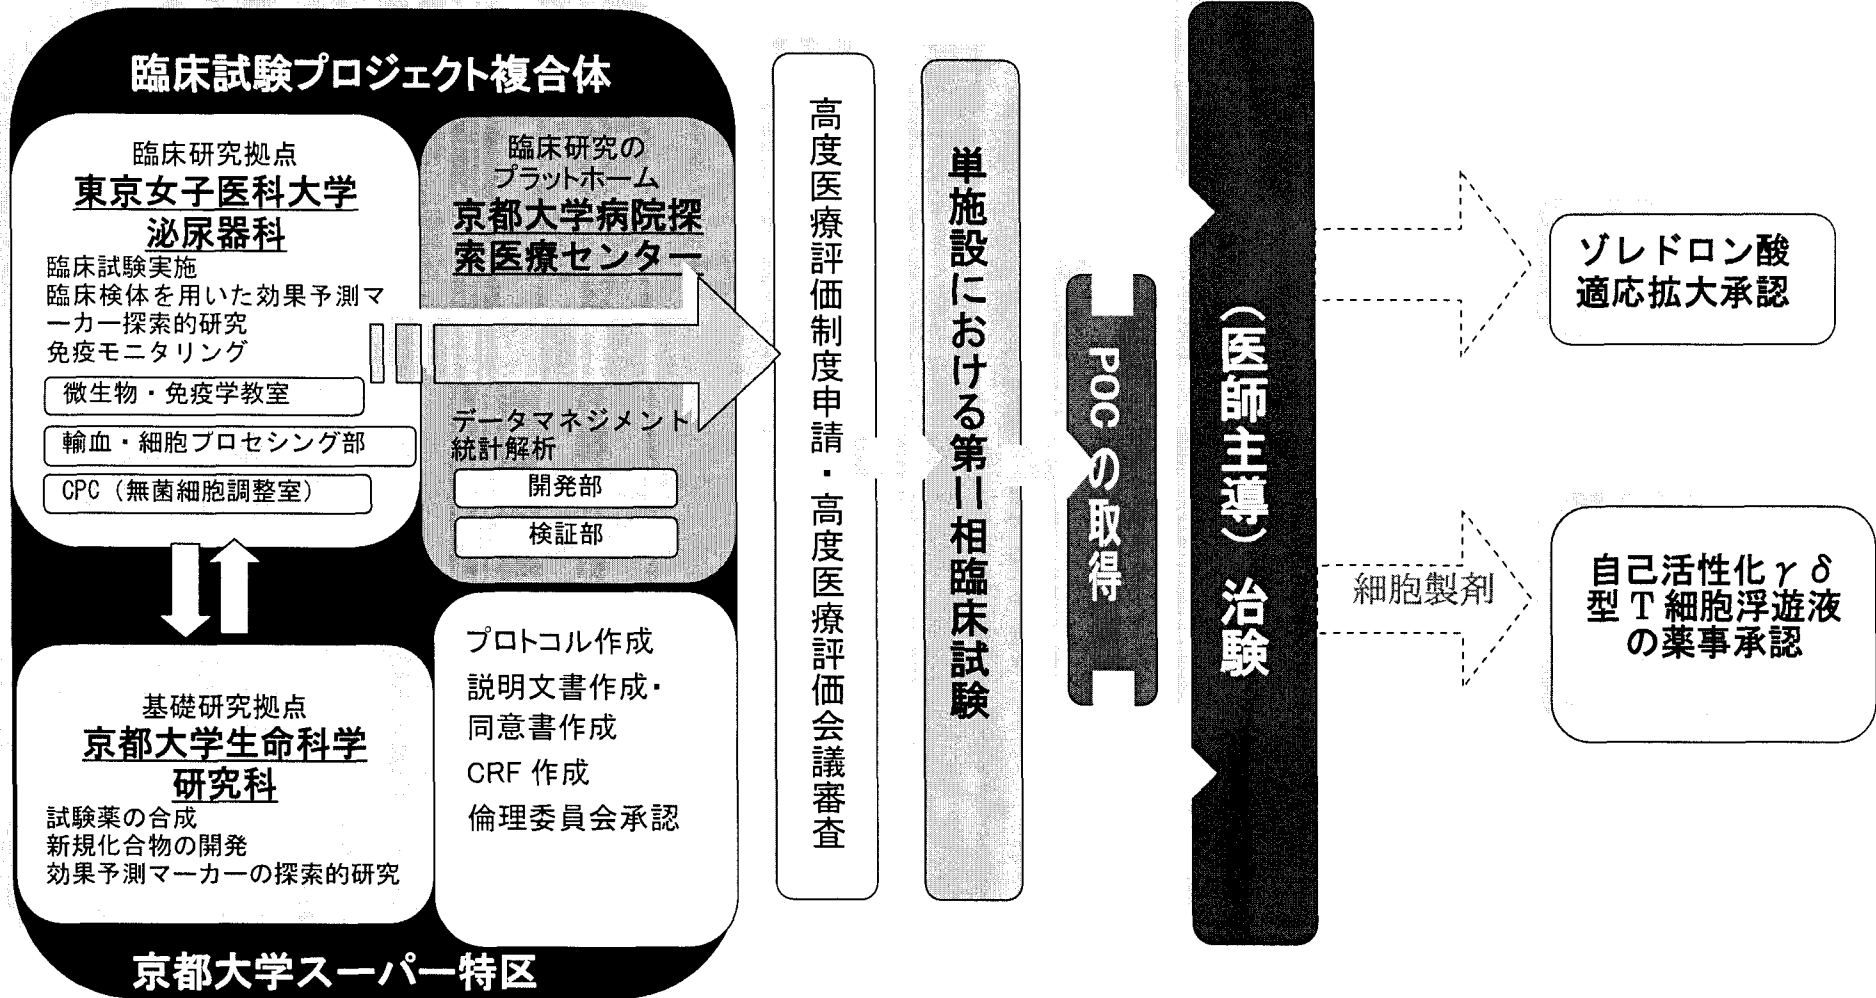 臨床試験プロジェクト複合体
臨床研究拠点
東京女子医科大学
泌尿器科
臨床試験実施
臨床検体を用いた効果予測マ
ーカー探索的研究
免疫モニタリング
微生物・免疫学教室
輸血・細胞プロセシング部
CPC（無菌細胞調整室）
臨床研究の
プラットホーム
京都大学病院探
索医療センター
データマネジメント
統計解析
開発部
検証部
基礎研究拠点
京都大学生命科学
研究科
試験薬の合成
新規化合物の開発
効果予測マーカーの探索的研究
プロトコル作成
説明文書作成・
同意書作成
CRF 作成
倫理委員会承認
京都大学スーパー特区
高度医療評価制度申請・高度医療評価会議審査
単施設における第II相臨床試験
POC の取得
（医師主導）治験
ゾレドロン酸
適応拡大承認
細胞製剤
自己活性化γδ
型T細胞浮遊液
の薬事承認